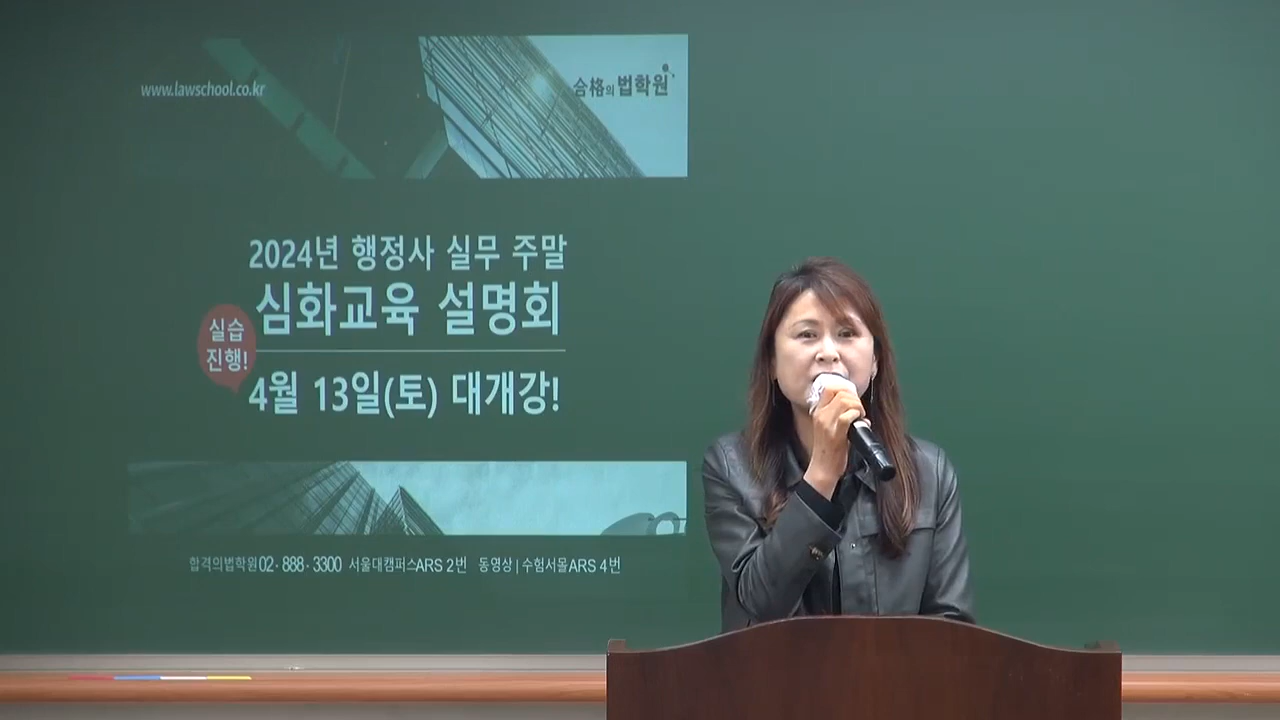 www.lawschool.co.kr
合格의 법학원
2024년 행정사 실무 주말
심화교육 설명회
실습
진행!
4월 13일(토) 대개강!
합격의법학원 02·888·3300 서울대캠퍼스ARS 2번 동영상 | 수험서몰ARS 4번